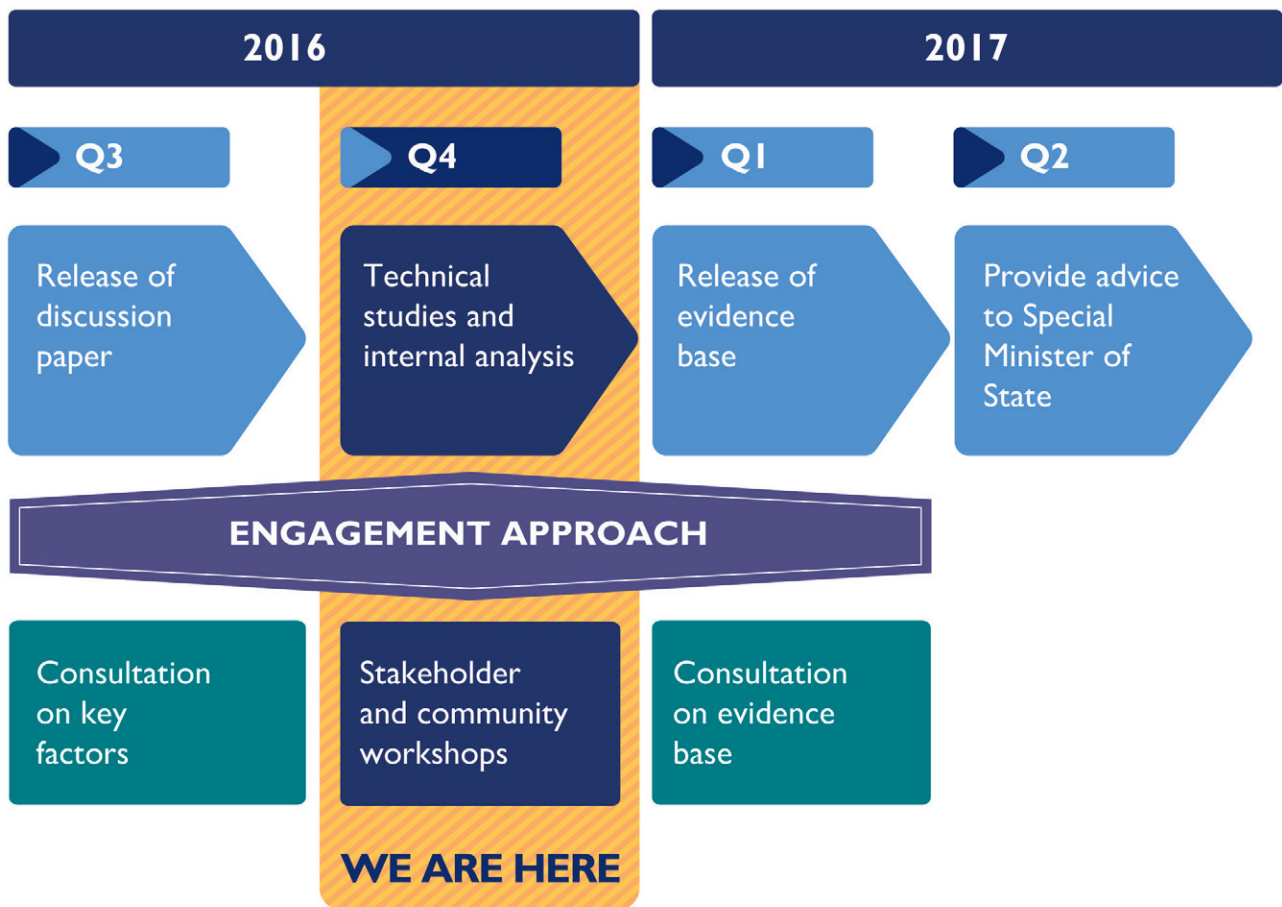 2016
2017
Q3
Q4
Q1
Q2
Release of
discussion
paper
Technical
studies and
internal analysis
Release of
evidence
base
Provide advice
to Special
Minister of
State
ENGAGEMENT APPROACH
Consultation
on key
factors
Stakeholder
and community
workshops
Consultation
on evidence
base
WE ARE HERE